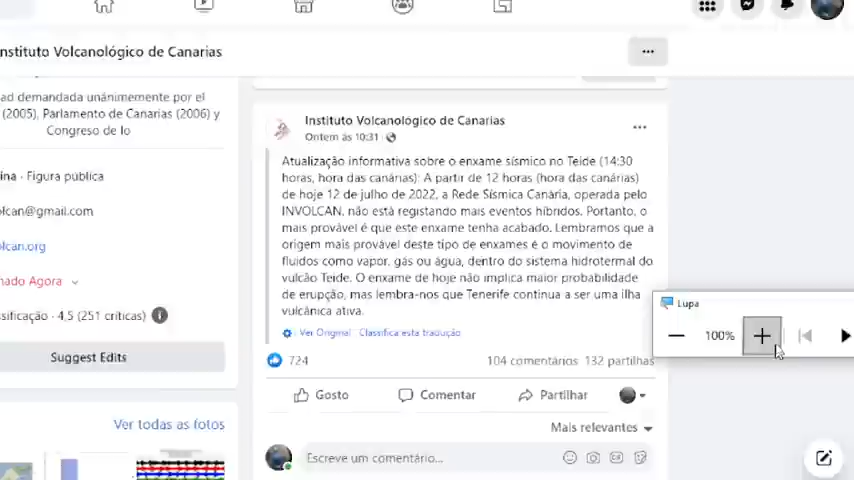 nstituto Volcanológico de Canarias
...
ad demandada unánimemente por el
(2005), Parlamento de Canarias (2006) y
Congreso de lo
ina · Figura pública
lcan@gmail.com
lcan.org
nado Agora
ssificação · 4,5 (251 críticas)
Suggest Edits
Ver todas as fotos
Instituto Volcanológico de Canarias
Ontem às 10:31 ·
Atualização informativa sobre o enxame sísmico no Teide (14:30
horas, hora das canárias): A partir de 12 horas (hora das canárias)
de hoje 12 de julho de 2022, a Rede Sísmica Canária, operada pelo
INVOLCAN, não está registando mais eventos híbridos. Portanto, o
mais provável é que este enxame tenha acabado. Lembramos que a
origem mais provável deste tipo de enxames é o movimento de
fluidos como vapor, gás ou água, dentro do sistema hidrotermal do
vulcão Teide. O enxame de hoje não implica maior probabilidade
de erupção, mas lembra-nos que Tenerife continua a ser uma ilha
vulcânica ativa.
Ver Original · Classifica esta tradução
724
104 comentários 132 partilhas
Gosto
Comentar
Partilhar
Mais relevantes
Escreve um comentário...
GIF
Lupa
100%